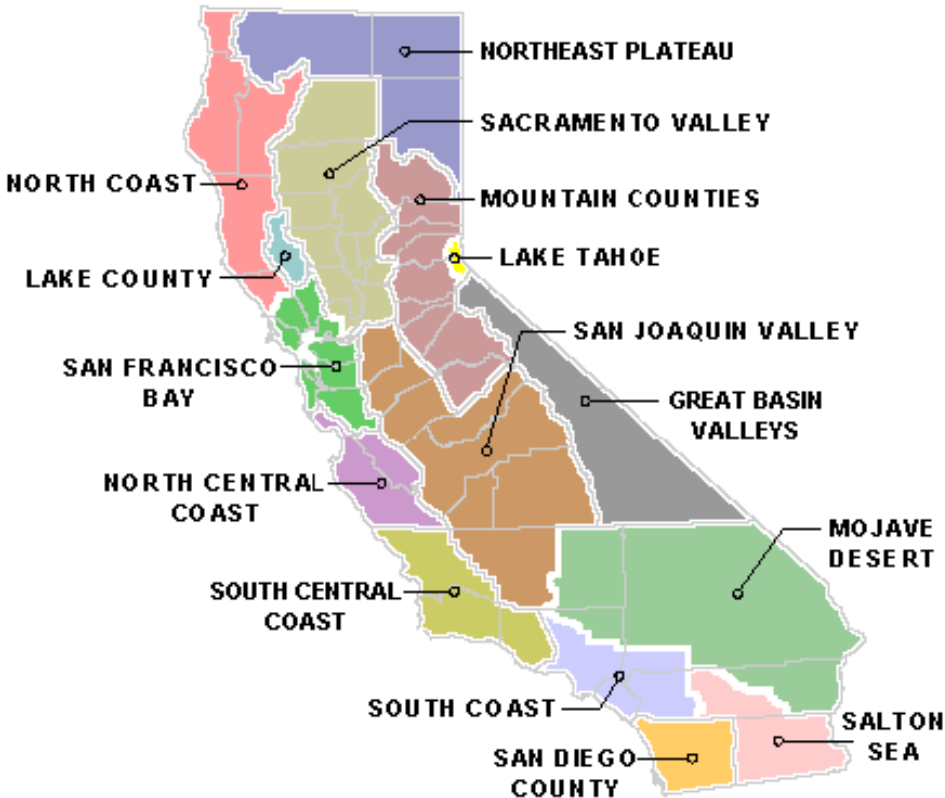 NORTHEAST PLATEAU
SACRAMENTO VALLEY
NORTH COAST
MOUNTAIN COUNTIES
LAKE TAHOE
LAKE COUNTY
SAN JOAQUIN VALLEY
SAN FRANCISCO
BAY
GREAT BASIN
VALLEYS
NORTH CENTRAL
COAST
MOJAVE
DESERT
SOUTH CENTRAL
COAST
SOUTH COAST
SALTON
SEA
SAN DIEGO
COUNTY